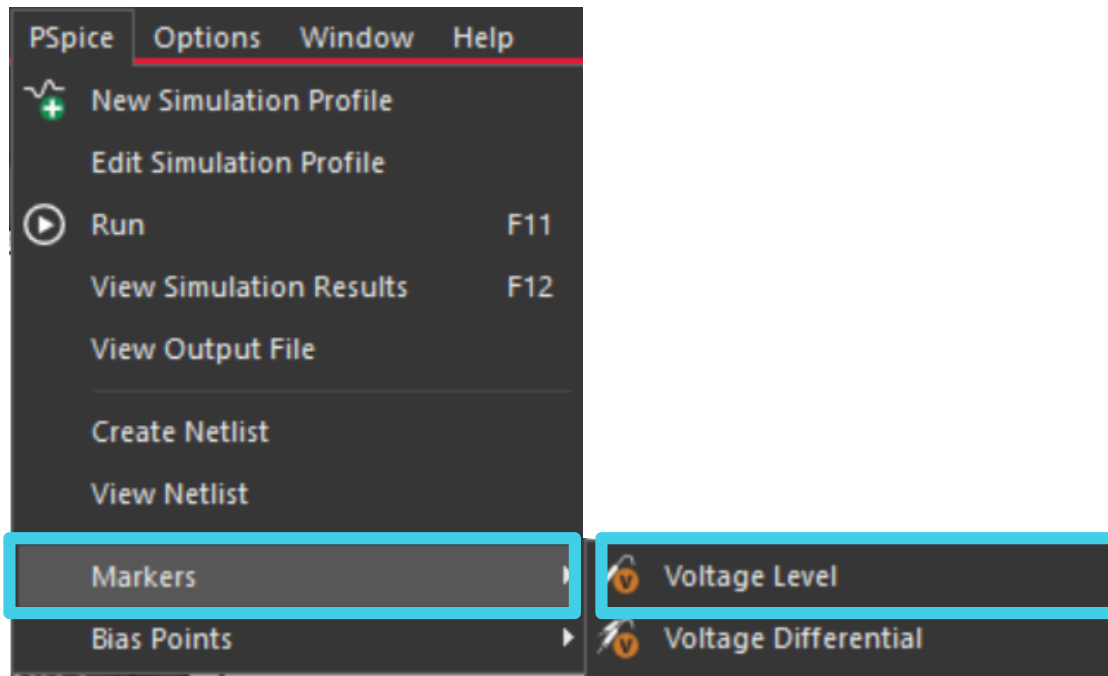 PSpice Options Window Help
New Simulation Profile
Edit Simulation Profile
Run F11
View Simulation Results F12
View Output File
Create Netlist
View Netlist
Markers V Voltage Level
Bias Points V Voltage Differential